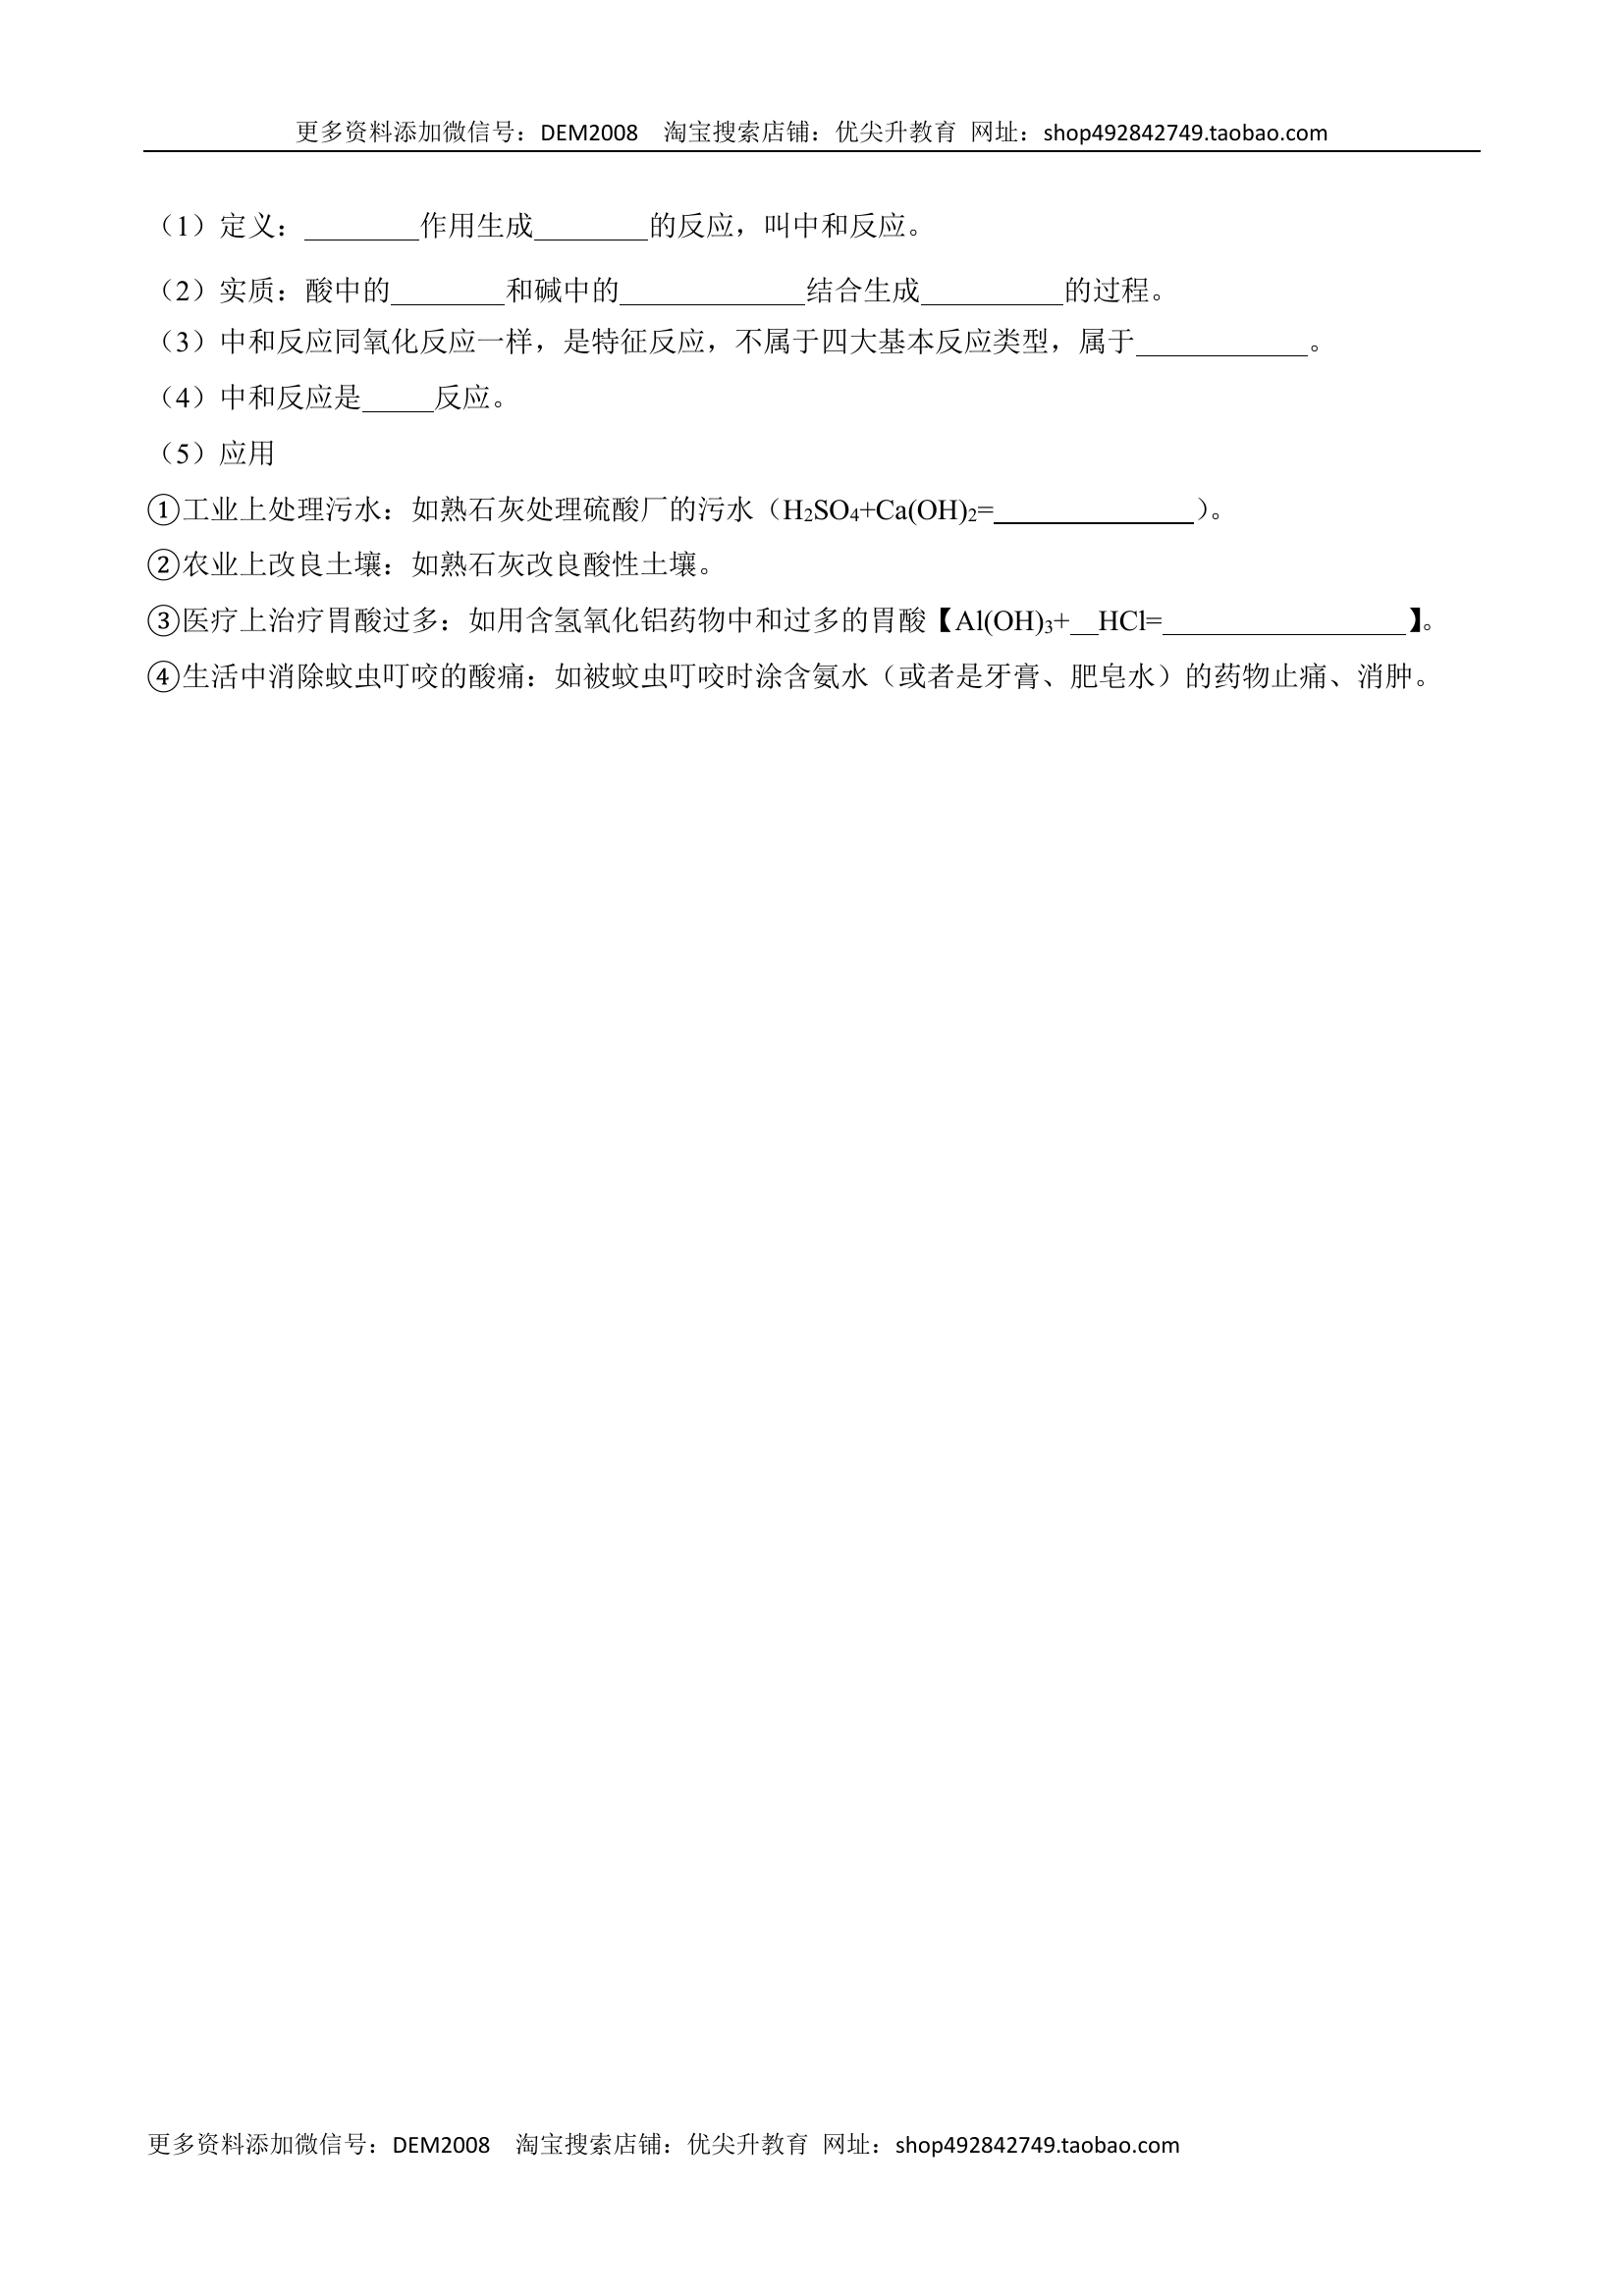 更多资料添加微信号：DEM2008 淘宝搜索店铺：优尖升教育 网址：shop492842749.taobao.com
（1）定义：________作用生成________的反应，叫中和反应。
（2）实质：酸中的________和碱中的_____________结合生成__________的过程。
（3）中和反应同氧化反应一样，是特征反应，不属于四大基本反应类型，属于____________。
（4）中和反应是_____反应。
（5）应用
①工业上处理污水：如熟石灰处理硫酸厂的污水（H₂SO₄+Ca(OH)₂=______________）。
②农业上改良土壤：如熟石灰改良酸性土壤。
③医疗上治疗胃酸过多：如用含氢氧化铝药物中和过多的胃酸【Al(OH)₃+__HCl=_________________】。
④生活中消除蚊虫叮咬的酸痛：如被蚊虫叮咬时涂含氨水（或者是牙膏、肥皂水）的药物止痛、消肿。
更多资料添加微信号：DEM2008 淘宝搜索店铺：优尖升教育 网址：shop492842749.taobao.com